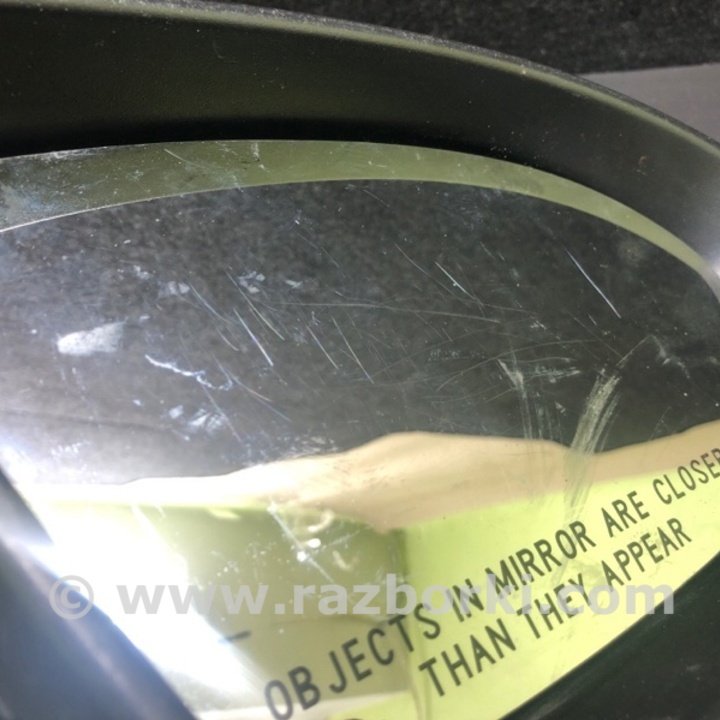 © www.razborki.com
OBJECTS IN MIRROR ARE CLOSER
THAN THEY APPEAR